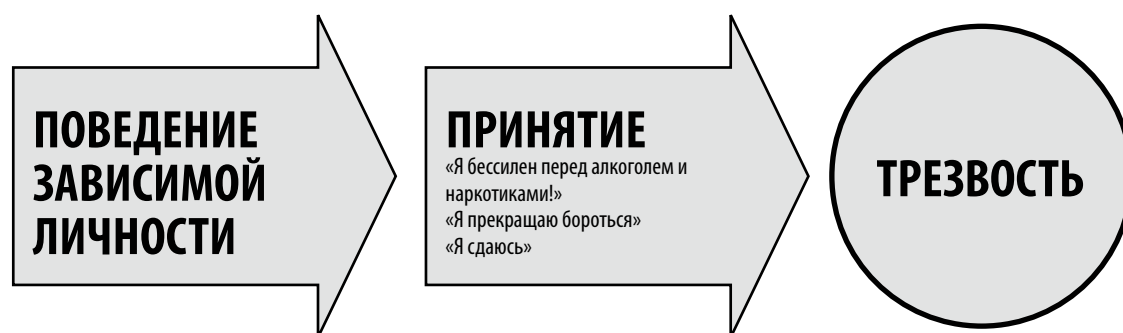 ПОВЕДЕНИЕ
ЗАВИСИМОЙ
ЛИЧНОСТИ
ПРИНЯТИЕ
«Я бессилен перед алкоголем и
наркотиками!»
«Я прекращаю бороться»
«Я сдаюсь»
ТРЕЗВОСТЬ